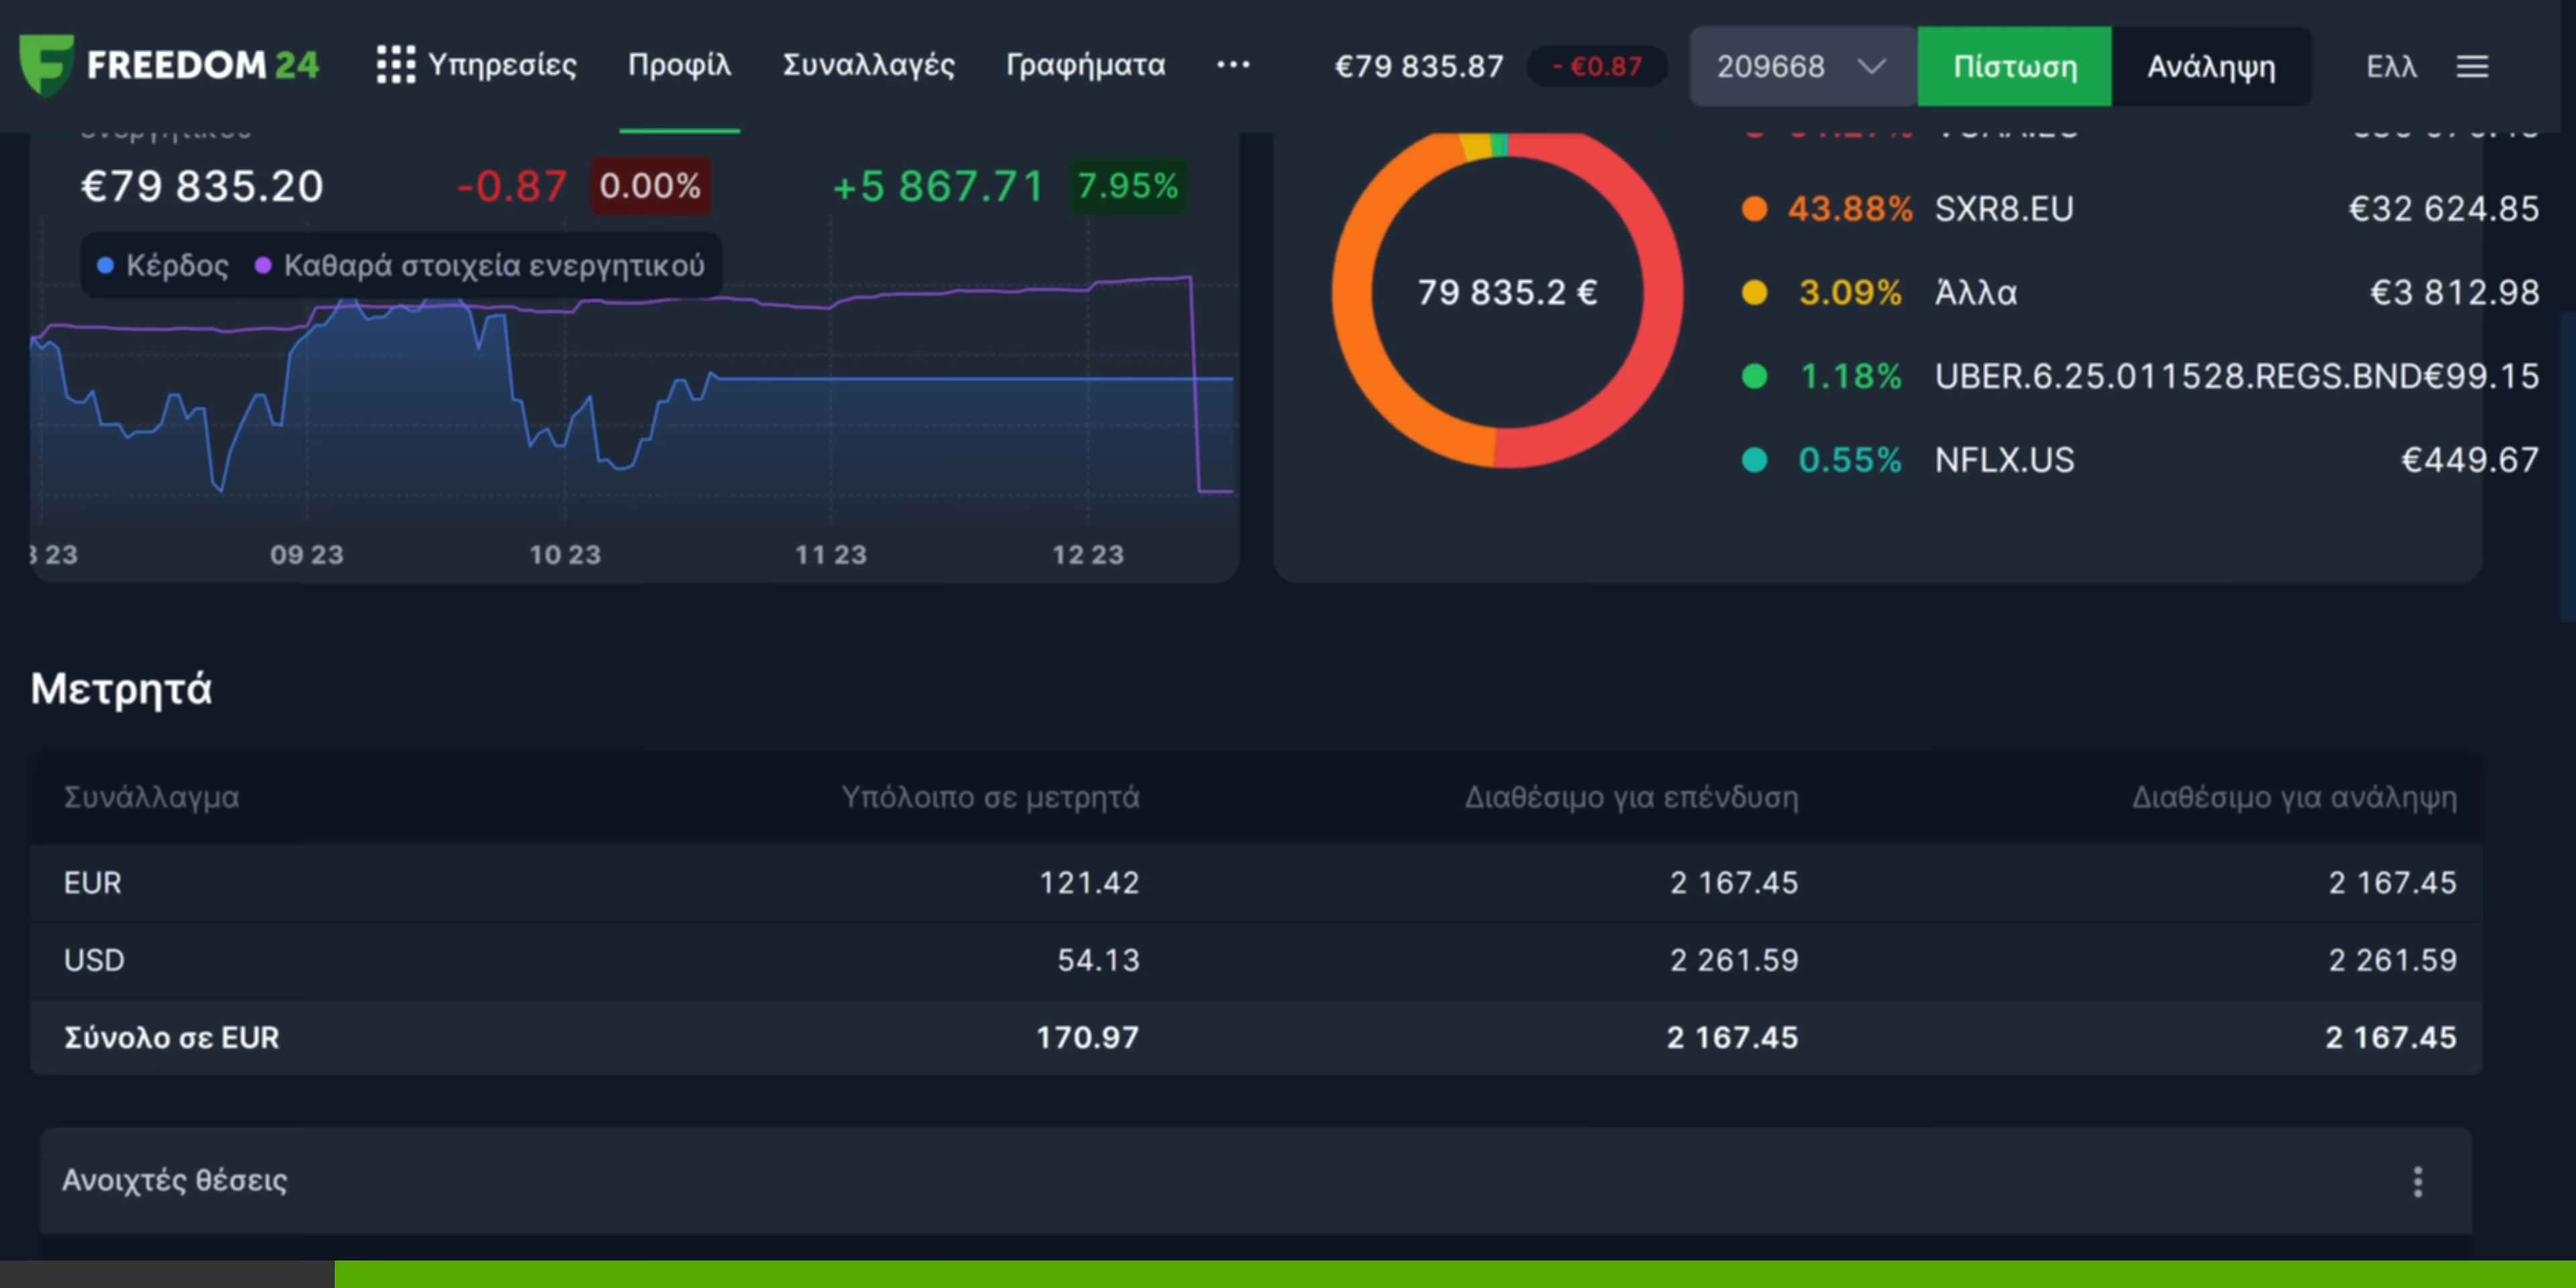 FREEDOM 24 Υπηρεσίες Προφίλ Συναλλαγές Γραφήματα ··· €79 835.87 - €0.87 209668 Πίστωση Ανάληψη Ελλ
€79 835.20 -0.87 0.00% +5 867.71 7.95%
Κέρδος Καθαρά στοιχεία ενεργητικού
23 09 23 10 23 11 23 12 23
79 835.2 €
43.88% SXR8.EU €32 624.85
3.09% Άλλα €3 812.98
1.18% UBER.6.25.011528.REGS.BND€99.15
0.55% NFLX.US €449.67
Μετρητά
Συνάλλαγμα Υπόλοιπο σε μετρητά Διαθέσιμο για επένδυση Διαθέσιμο για ανάληψη
EUR 121.42 2 167.45 2 167.45
USD 54.13 2 261.59 2 261.59
Σύνολο σε EUR 170.97 2 167.45 2 167.45
Ανοιχτές θέσεις